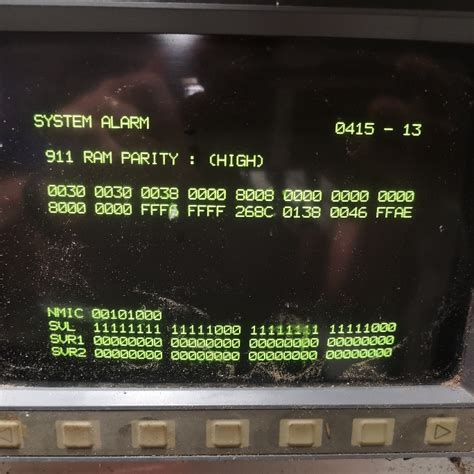 SYSTEM ALARM 0415 - 13
911 RAM PARITY : (HIGH)
0030 0030 0038 0000 8008 0000 0000 0000
8000 0000 FFF6 FFFF 268C 0138 0046 FFAE
NMIC 00101000
SVL 11111111 11111000 11111111 11111000
SVR1 00000000 00000000 00000000 00000000
SVR2 00000000 00000000 00000000 00000000